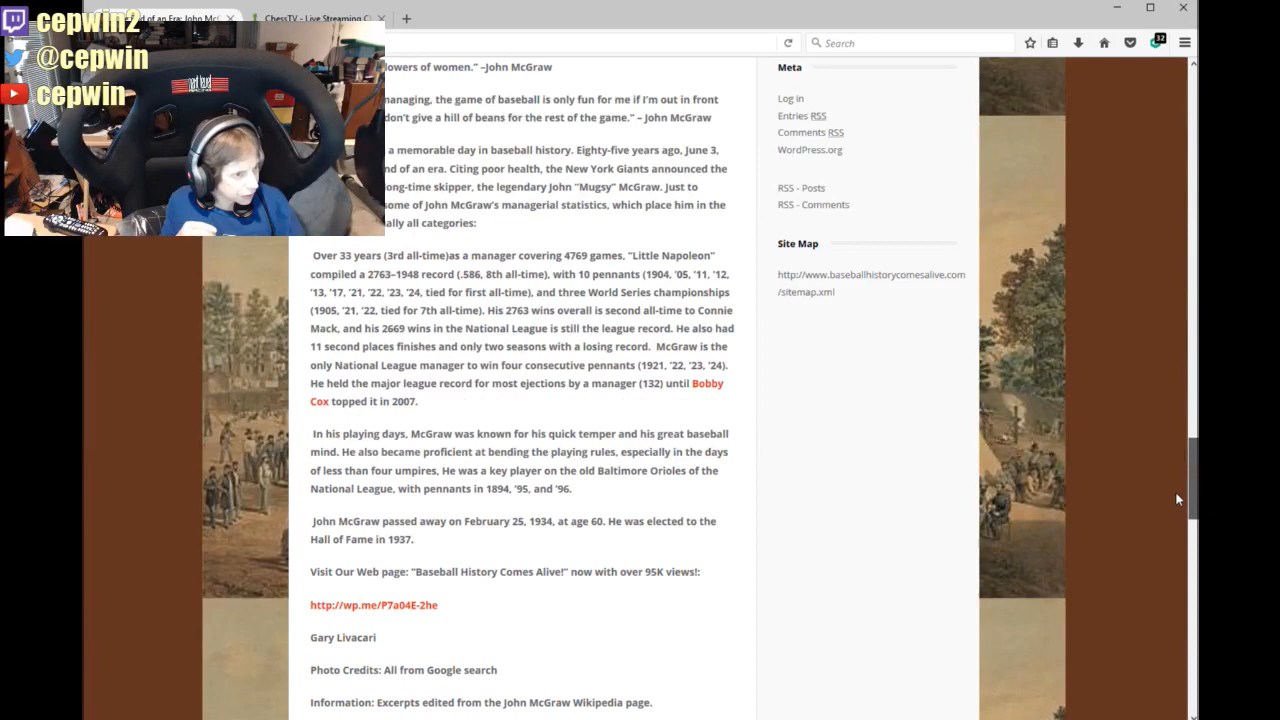 cepwin2
@cepwin
cepwin
d of an Era: John Mc
ChessTV - Live Streaming C
Search
32
lowers of women.” –John McGraw
managing, the game of baseball is only fun for me if I’m out in front
don’t give a hill of beans for the rest of the game.” – John McGraw
a memorable day in baseball history. Eighty-five years ago, June 3,
nd of an era. Citing poor health, the New York Giants announced the
long-time skipper, the legendary John “Mugsy” McGraw. Just to
some of John McGraw’s managerial statistics, which place him in the
ally all categories:
Over 33 years (3rd all-time)as a manager covering 4769 games, “Little Napoleon”
compiled a 2763–1948 record (.586, 8th all-time), with 10 pennants (1904, ’05, ’11, ’12,
’13, ’17, ’21, ’22, ’23, ’24, tied for first all-time), and three World Series championships
(1905, ’21, ’22, tied for 7th all-time). His 2763 wins overall is second all-time to Connie
Mack, and his 2669 wins in the National League is still the league record. He also had
11 second places finishes and only two seasons with a losing record. McGraw is the
only National League manager to win four consecutive pennants (1921, ’22, ’23, ’24).
He held the major league record for most ejections by a manager (132) until Bobby
Cox topped it in 2007.
In his playing days, McGraw was known for his quick temper and his great baseball
mind. He also became proficient at bending the playing rules, especially in the days
of less than four umpires, He was a key player on the old Baltimore Orioles of the
National League, with pennants in 1894, ’95, and ’96.
John McGraw passed away on February 25, 1934, at age 60. He was elected to the
Hall of Fame in 1937.
Visit Our Web page: “Baseball History Comes Alive!” now with over 95K views!:
http://wp.me/P7a04E-2he
Gary Livacari
Photo Credits: All from Google search
Information: Excerpts edited from the John McGraw Wikipedia page.
Meta
Log in
Entries RSS
Comments RSS
WordPress.org
RSS - Posts
RSS - Comments
Site Map
http://www.baseballhistorycomesalive.com
/sitemap.xml